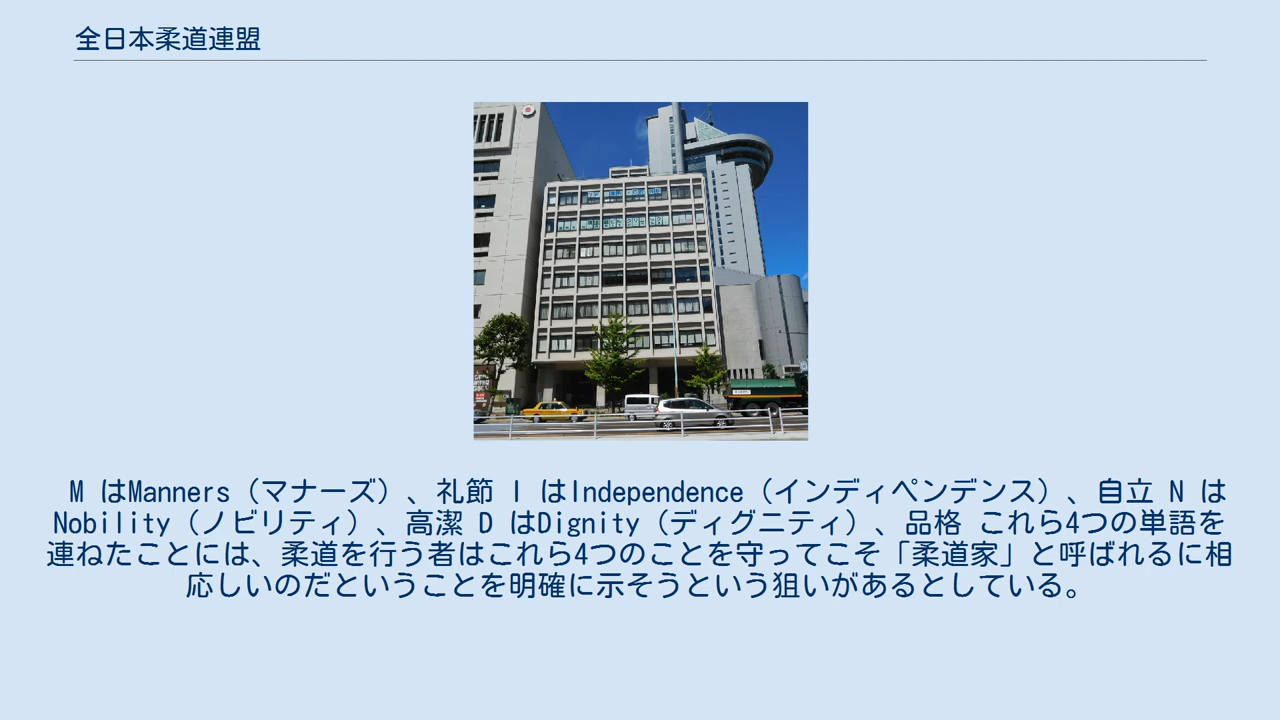 全日本柔道連盟
M はManners（マナーズ）、礼節 I はIndependence（インディペンデンス）、自立 N は
Nobility（ノビリティ）、高潔 D はDignity（ディグニティ）、品格 これら4つの単語を
連ねたことには、柔道を行う者はこれら4つのことを守ってこそ「柔道家」と呼ばれるに相
応しいのだということを明確に示そうという狙いがあるとしている。